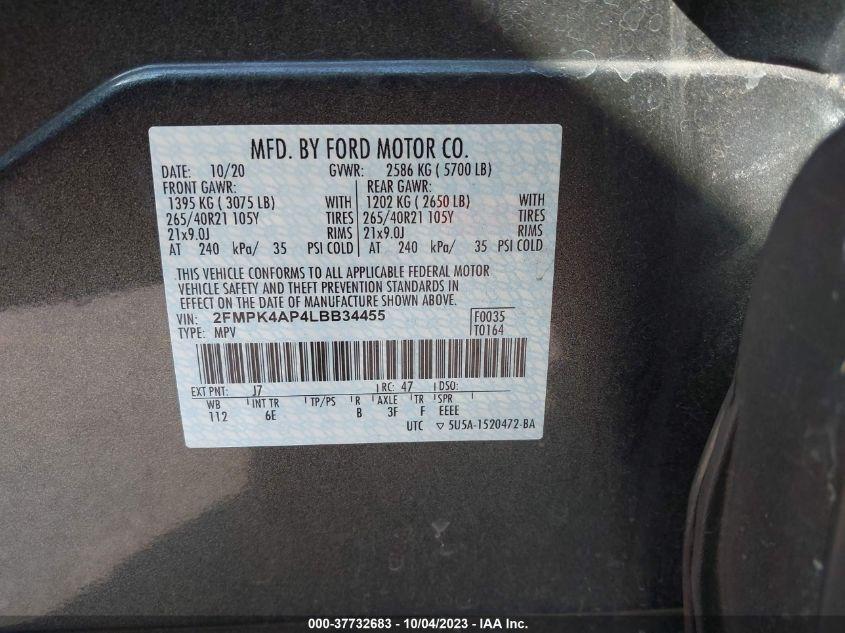 MFD. BY FORD MOTOR CO.
DATE: 10/20 GVWR: 2586 KG ( 5700 LB)
FRONT GAWR: REAR GAWR:
1395 KG ( 3075 LB) WITH 1202 KG ( 2650 LB) WITH
265/40R21 105Y TIRES 265/40R21 105Y TIRES
21x9.0J RIMS 21x9.0J RIMS
AT 240 kPa/ 35 PSI COLD AT 240 kPa/ 35 PSI COLD
THIS VEHICLE CONFORMS TO ALL APPLICABLE FEDERAL MOTOR
VEHICLE SAFETY AND THEFT PREVENTION STANDARDS IN
EFFECT ON THE DATE OF MANUFACTURE SHOWN ABOVE.
VIN: 2FMPK4AP4LBB34455 F0035
TYPE: MPV T0164
EXT PNT: J7 RC: 47 DSO:
WB INT TR TP/PS R AXLE TR SPR
112 6E B 3F F EEEE
UTC ▽ 5U5A-1520472-BA
000-37732683 - 10/04/2023 - IAA Inc.